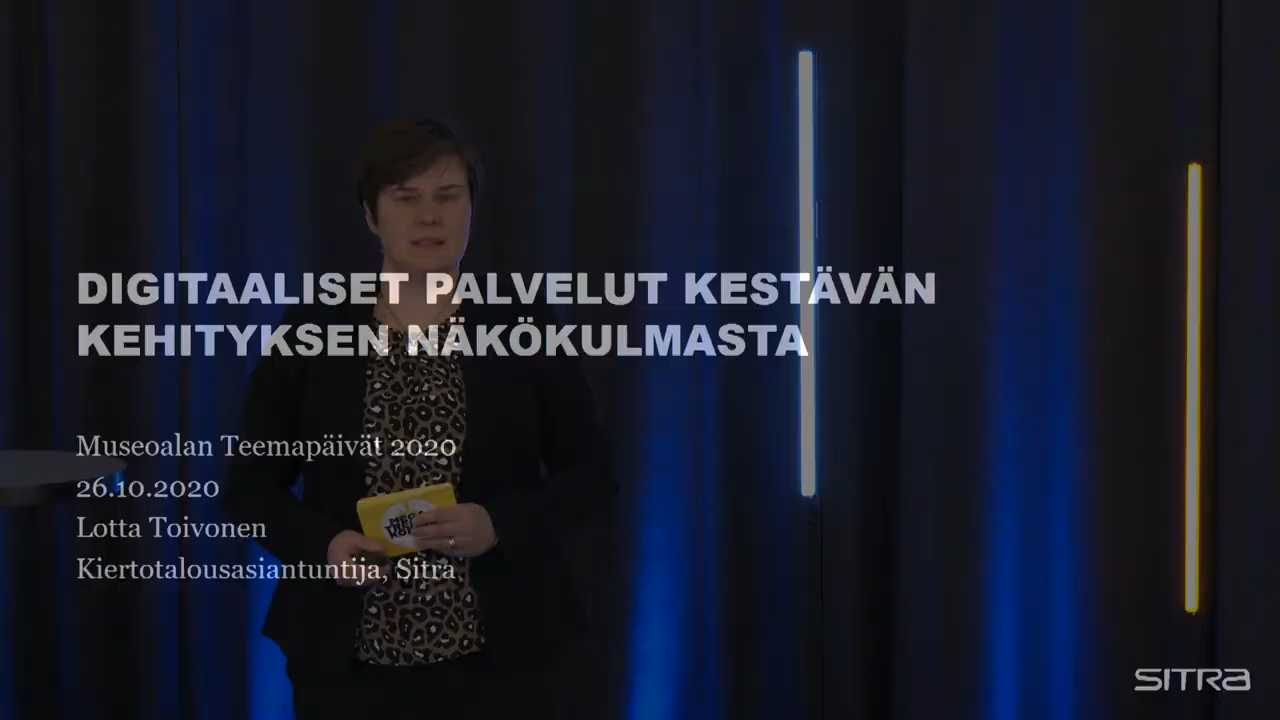 DIGITAALISET PALVELUT KESTÄVÄN
KEHITYKSEN NÄKÖKULMASTA
Museoalan Teemapäivät 2020
26.10.2020
Lotta Toivonen
Kiertotalousasiantuntija, Sitra
SITRA